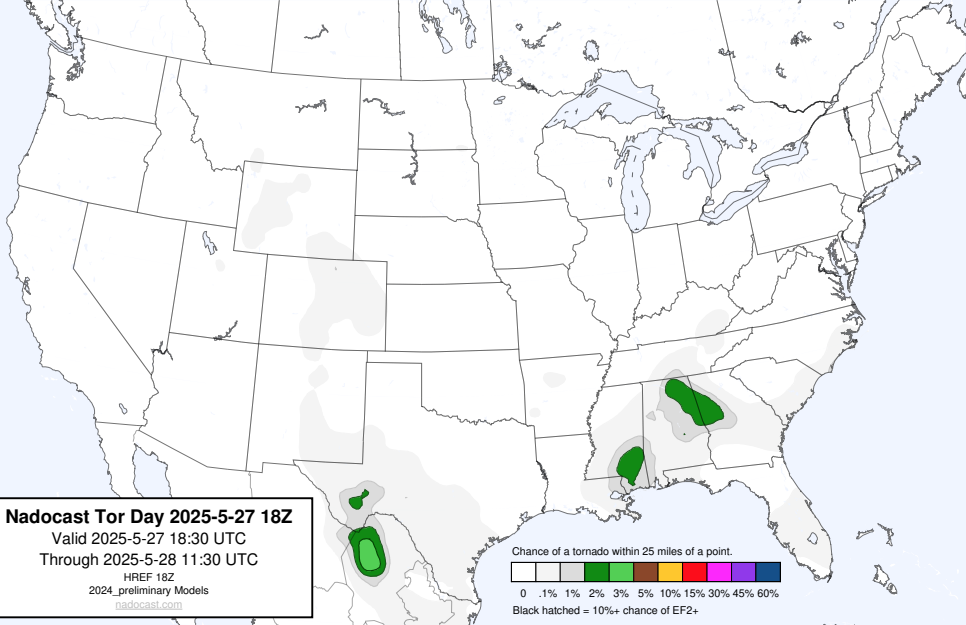 Nadocast Tor Day 2025-5-27 18Z
Valid 2025-5-27 18:30 UTC
Through 2025-5-28 11:30 UTC
HREF 18Z
2024_preliminary Models
nadocast.com
Chance of a tornado within 25 miles of a point.
0 .1% 1% 2% 3% 5% 10% 15% 30% 45% 60%
Black hatched = 10%+ chance of EF2+